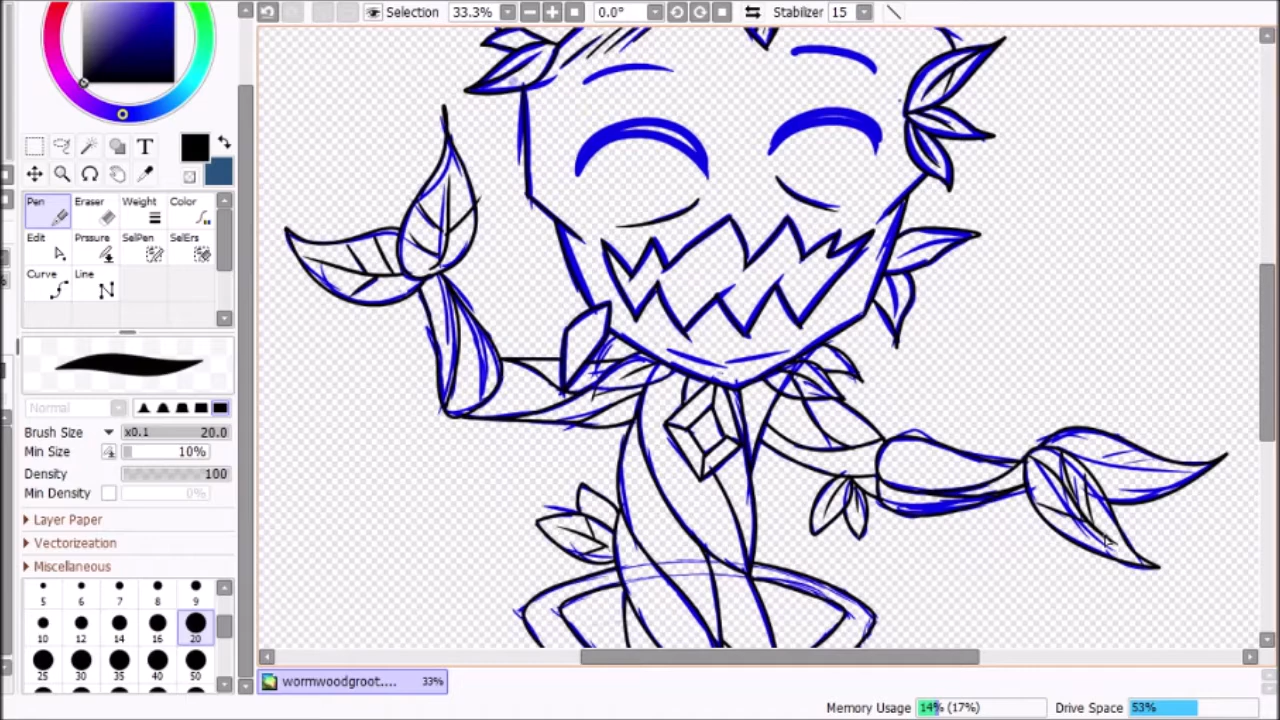 Selection 33.3% 0.0° Stabilizer 15
T
Pen Eraser Weight Color
Edit Prssure SelPen SelErs
Curve Line
Normal
Brush Size x0.1 20.0
Min Size 10%
Density 100
Min Density 0%
Layer Paper
Vectorizeation
Miscellaneous
5 6 7 8 9
10 12 14 16 20
25 30 35 40 50
wormwoodgroot.... 33%
Memory Usage 14% (17%) Drive Space 53%